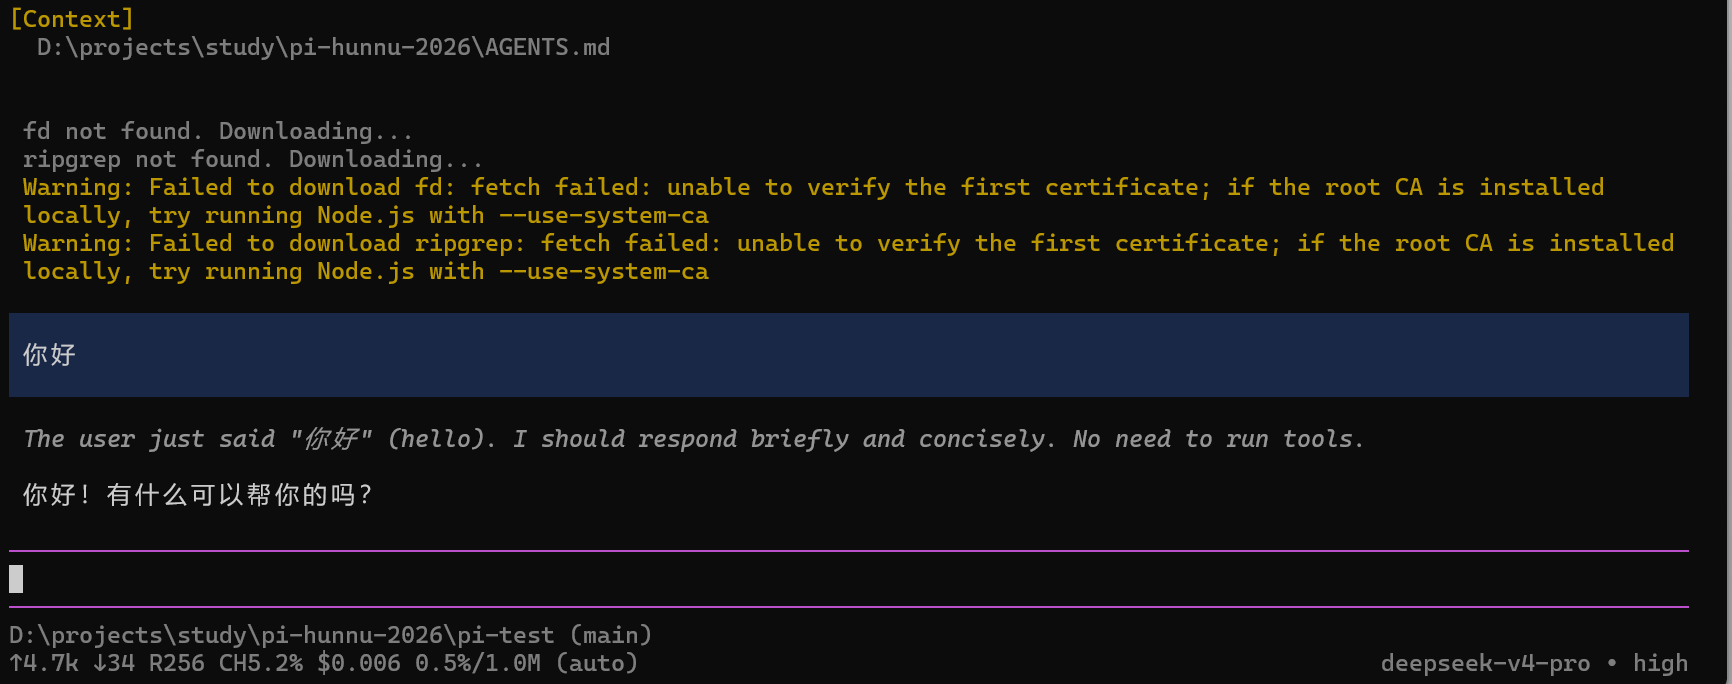 [Context]
D:\projects\study\pi-hunnu-2026\AGENTS.md
fd not found. Downloading...
ripgrep not found. Downloading...
Warning: Failed to download fd: fetch failed: unable to verify the first certificate; if the root CA is installed
locally, try running Node.js with --use-system-ca
Warning: Failed to download ripgrep: fetch failed: unable to verify the first certificate; if the root CA is installed
locally, try running Node.js with --use-system-ca
你好
The user just said "你好" (hello). I should respond briefly and concisely. No need to run tools.
你好！有什么可以帮你的吗？
D:\projects\study\pi-hunnu-2026\pi-test (main)
↑4.7k ↓34 R256 CH5.2% $0.006 0.5%/1.0M (auto) deepseek-v4-pro • high